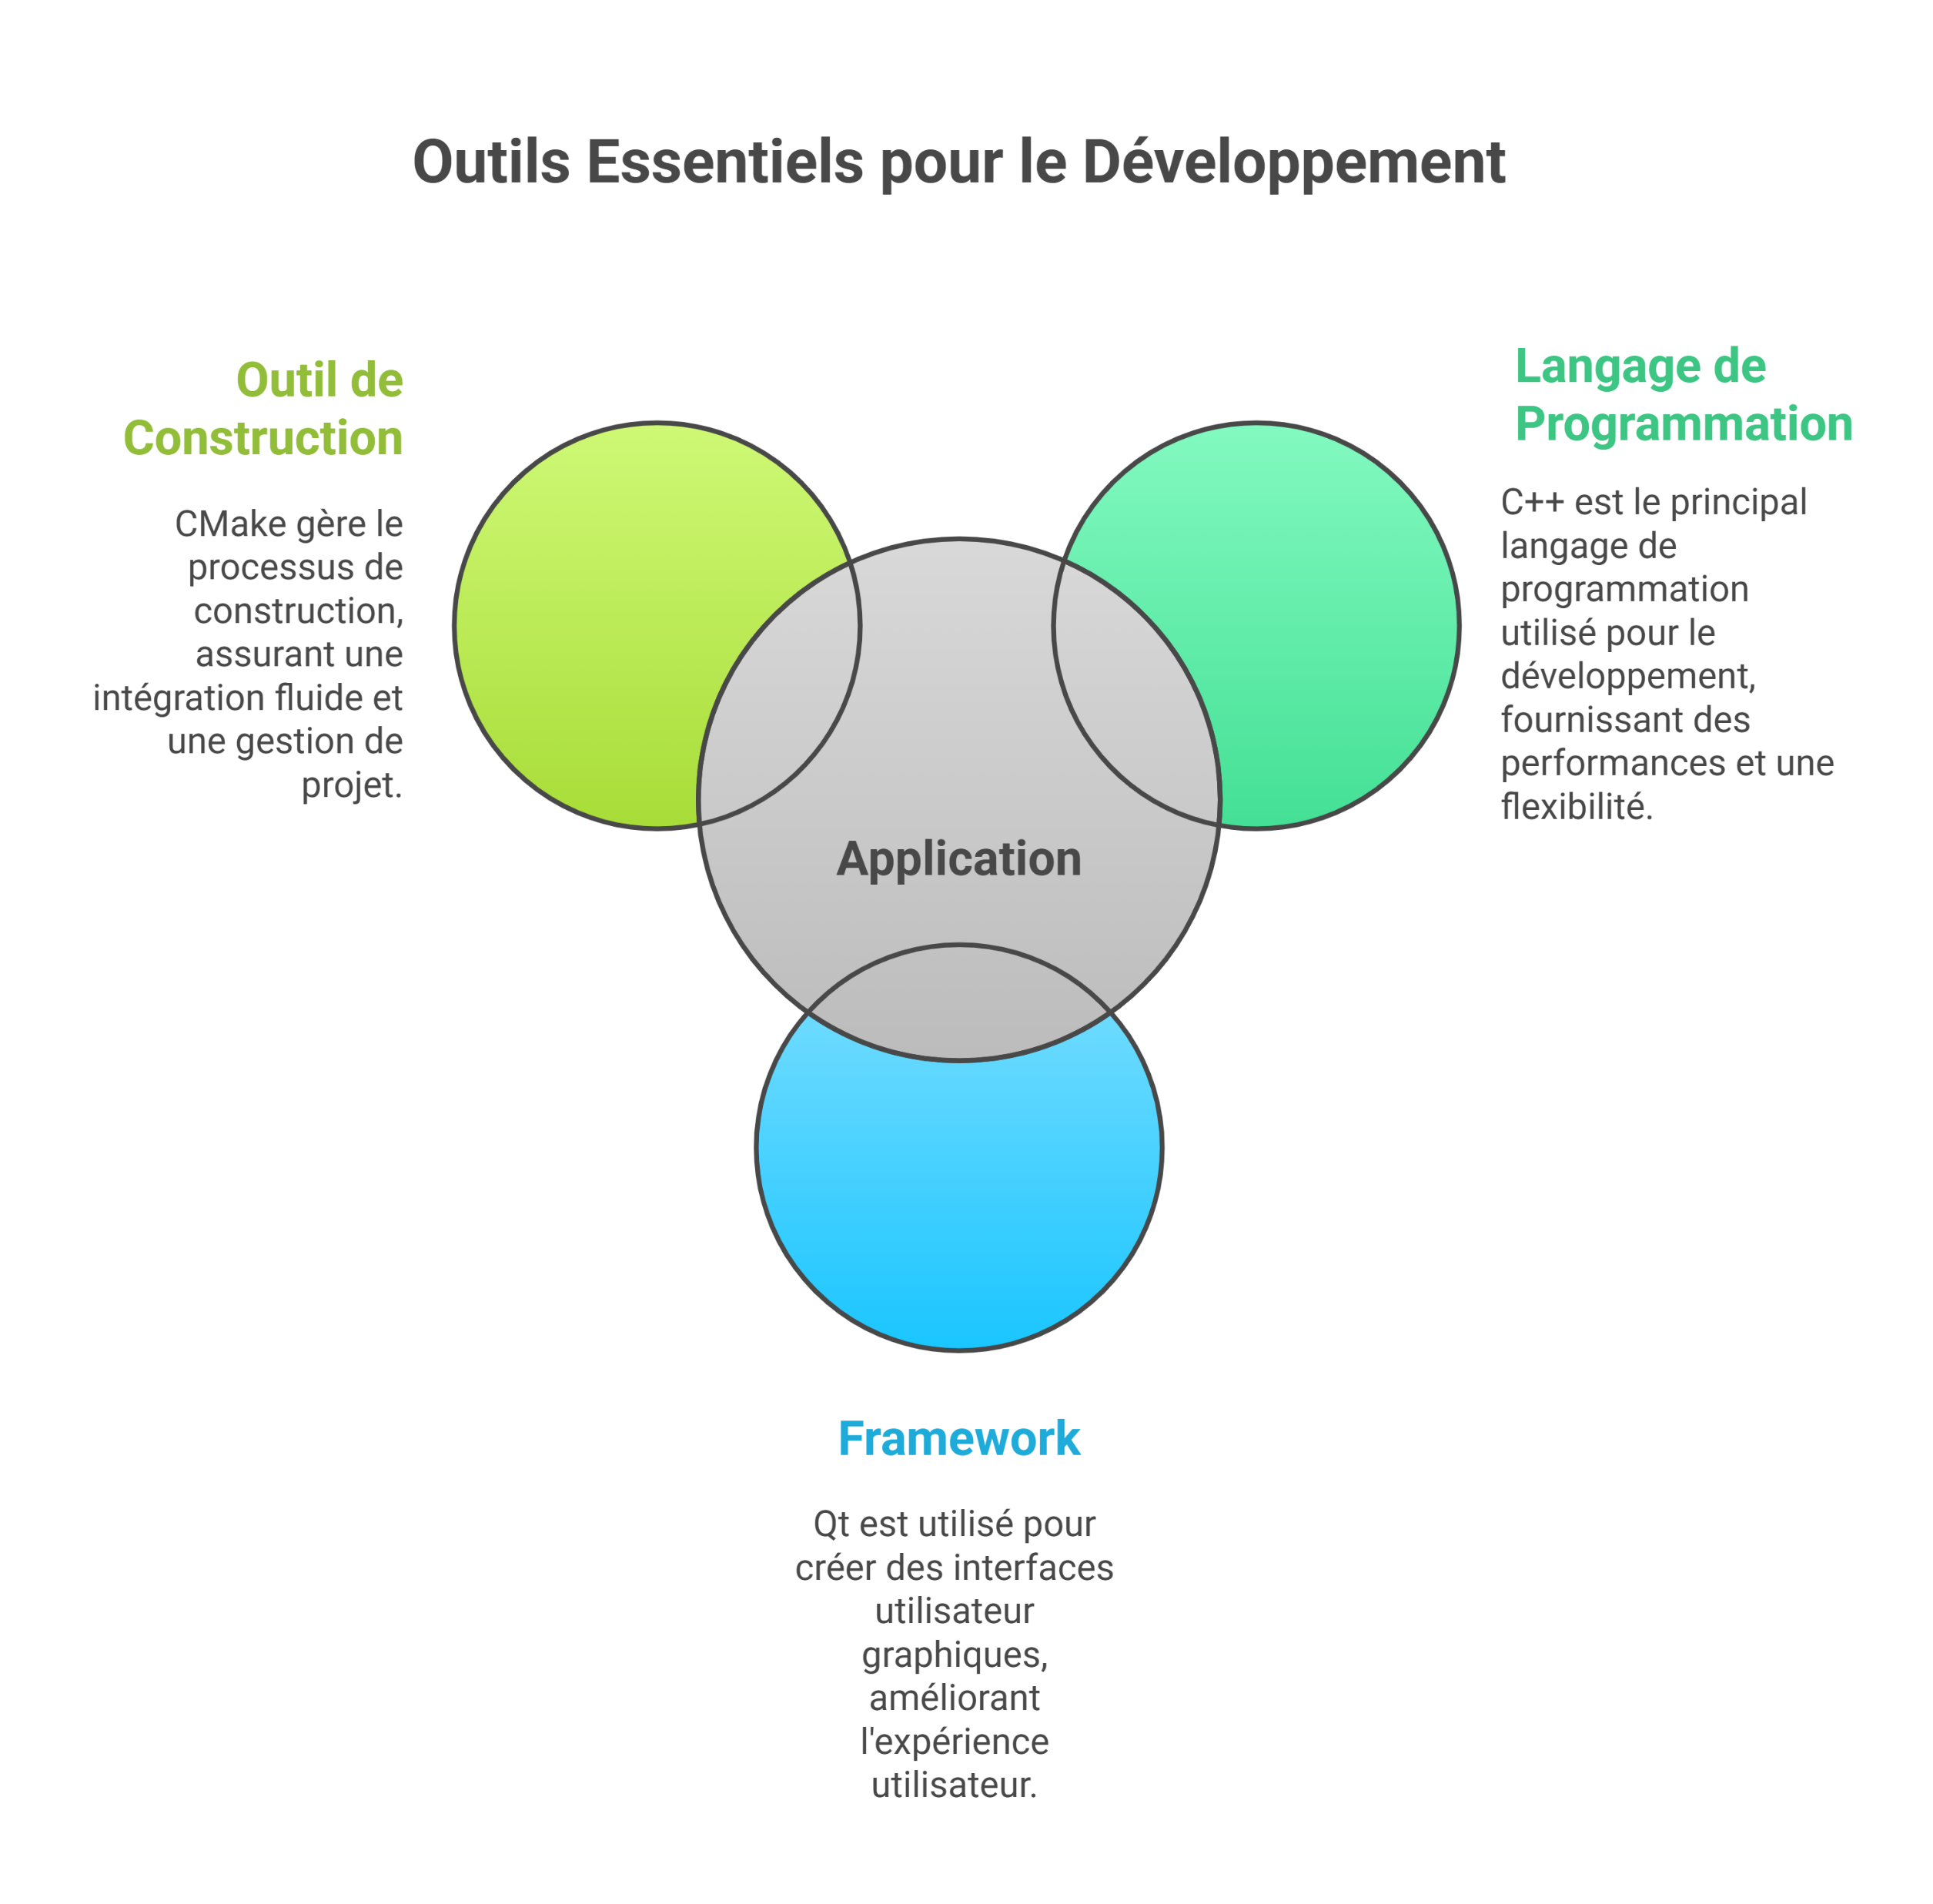 Outils Essentiels pour le Développement
Outil de
Construction
CMake gère le
processus de
construction,
assurant une
intégration fluide et
une gestion de
projet.
Langage de
Programmation
C++ est le principal
langage de
programmation
utilisé pour le
développement,
fournissant des
performances et une
flexibilité.
Application
Framework
Qt est utilisé pour
créer des interfaces
utilisateur
graphiques,
améliorant
l'expérience
utilisateur.